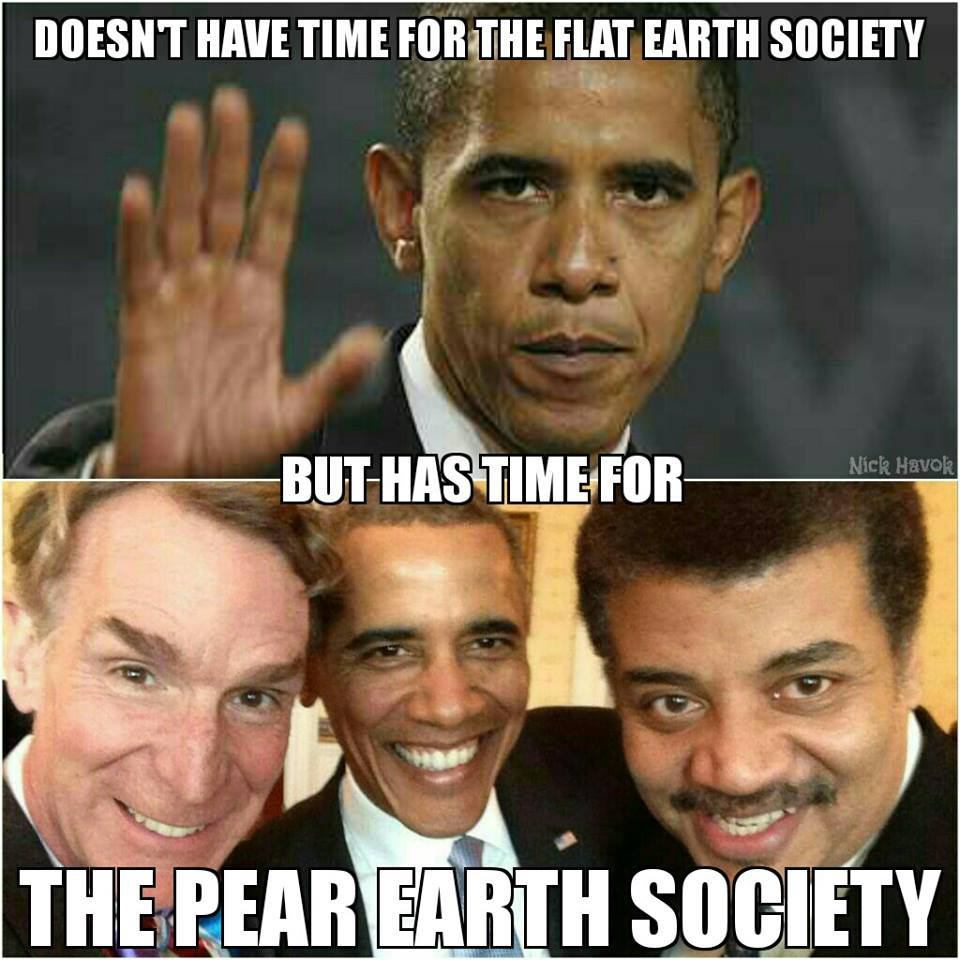 DOESN'T HAVE TIME FOR THE FLAT EARTH SOCIETY
Nick Havok
BUT HAS TIME FOR
THE PEAR EARTH SOCIETY